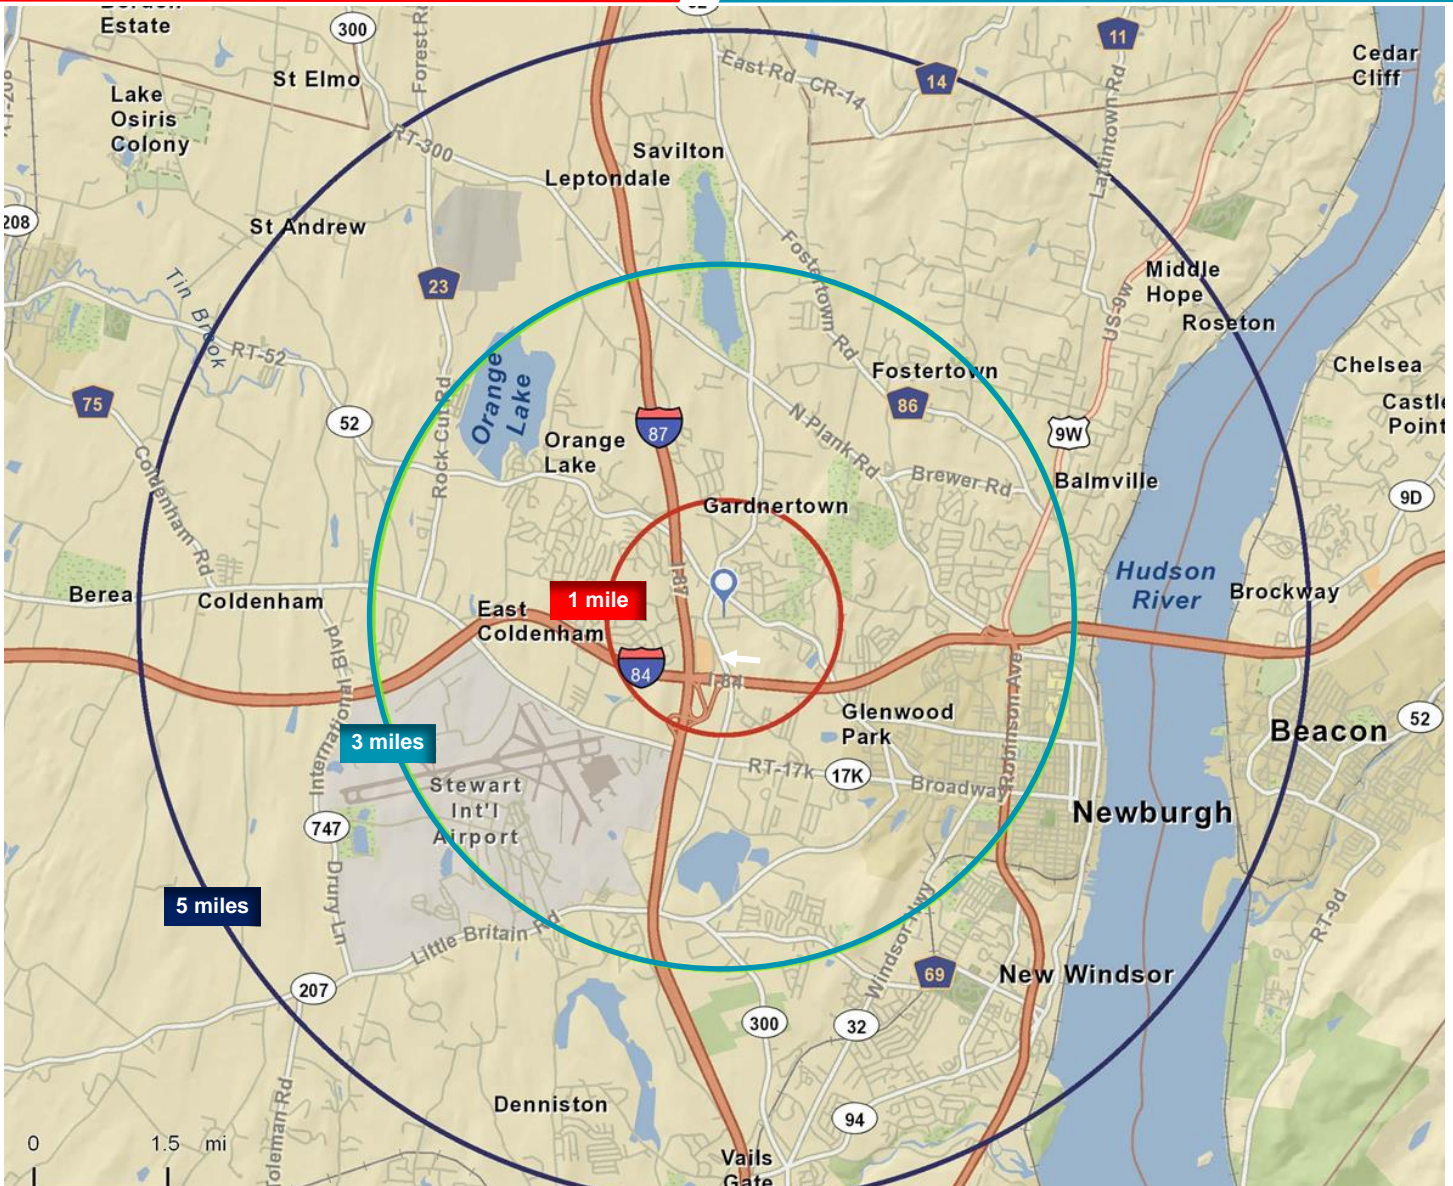 Estate
300
11
Cedar
Cliff
St Elmo
Forest R
East Rd
CR-14
14
Lake
Osiris
Colony
RT-300
Lattintown Rd
Savilton
Leptondale
208
St Andrew
Fostertown Rd
Middle
Hope
Tin Brook
23
US-9w
Roseton
RT-52
Orange
Lake
Fostertown
Chelsea
75
Rock Cut Rd
86
Castle
Point
52
87
N Plank Rd
9W
Orange
Lake
Coldenham Rd
Brewer Rd
Balmville
9D
Gardnertown
I-87
Hudson
River
Berea
Coldenham
1 mile
Brockway
East
Coldenham
84
I-84
International Blvd
Robinson Ave
Glenwood
Park
52
Beacon
3 miles
RT-17k
17K
Broadway
Stewart
Int'l
Airport
Newburgh
747
Drury Ln
5 miles
Little Britain Rd
Windsor Hwy
RT-9d
69
New Windsor
207
300
32
Denniston
94
0
1.5
mi
Toleman Rd
Vails
Gate